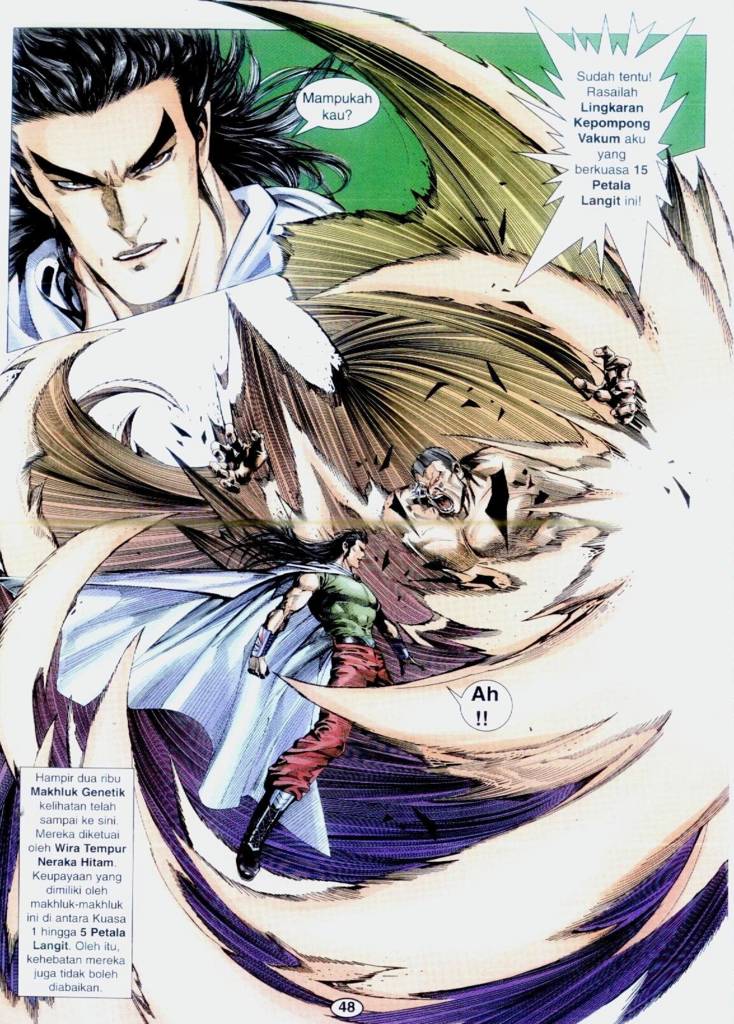 Mampukah
kau?
Sudah tentu!
Rasailah
Lingkaran
Kepompong
Vakum aku
yang
berkuasa 15
Petala
Langit ini!
Ah
!!
Hampir dua ribu
Makhluk Genetik
kelihatan telah
sampai ke sini.
Mereka diketuai
oleh Wira Tempur
Neraka Hitam.
Keupayaan yang
dimiliki oleh
makhluk-makhluk
ini di antara Kuasa
1 hingga 5 Petala
Langit. Oleh itu,
kehebatan mereka
juga tidak boleh
diabaikan.
48